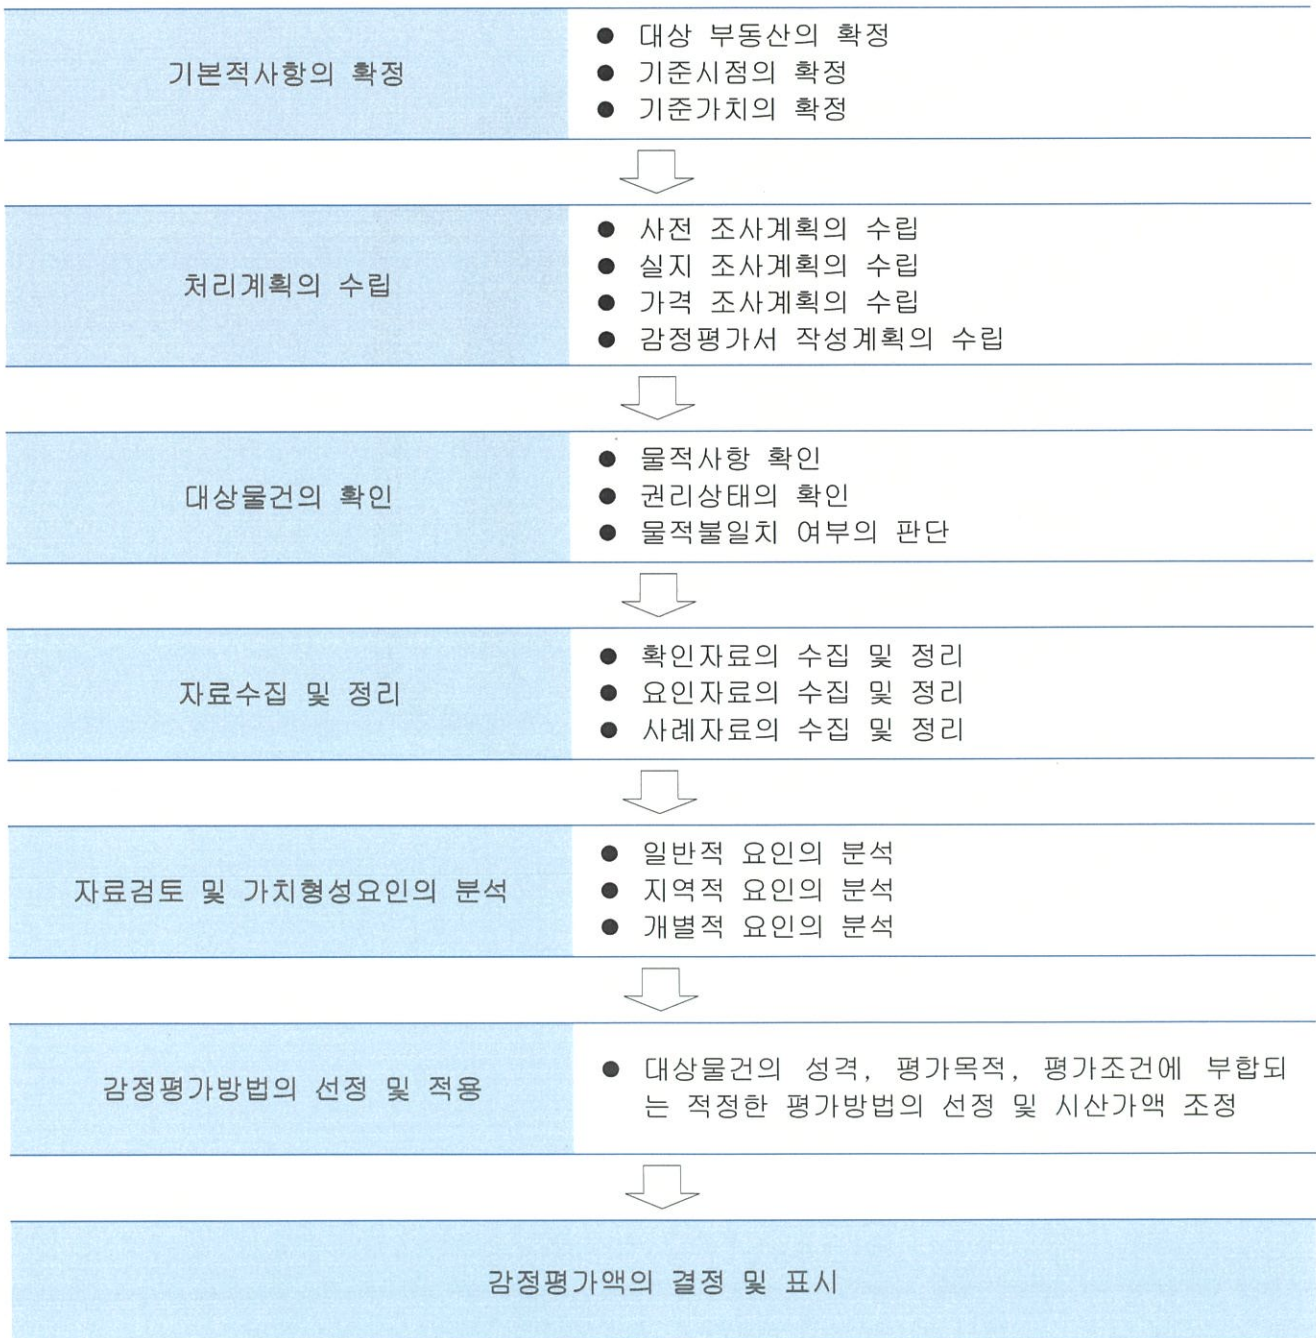 기본적사항의 확정
● 대상 부동산의 확정
● 기준시점의 확정
● 기준가치의 확정
처리계획의 수립
● 사전 조사계획의 수립
● 실지 조사계획의 수립
● 가격 조사계획의 수립
● 감정평가서 작성계획의 수립
대상물건의 확인
● 물적사항 확인
● 권리상태의 확인
● 물적불일치 여부의 판단
자료수집 및 정리
● 확인자료의 수집 및 정리
● 요인자료의 수집 및 정리
● 사례자료의 수집 및 정리
자료검토 및 가치형성요인의 분석
● 일반적 요인의 분석
● 지역적 요인의 분석
● 개별적 요인의 분석
감정평가방법의 선정 및 적용
● 대상물건의 성격, 평가목적, 평가조건에 부합되
는 적정한 평가방법의 선정 및 시산가액 조정
감정평가액의 결정 및 표시